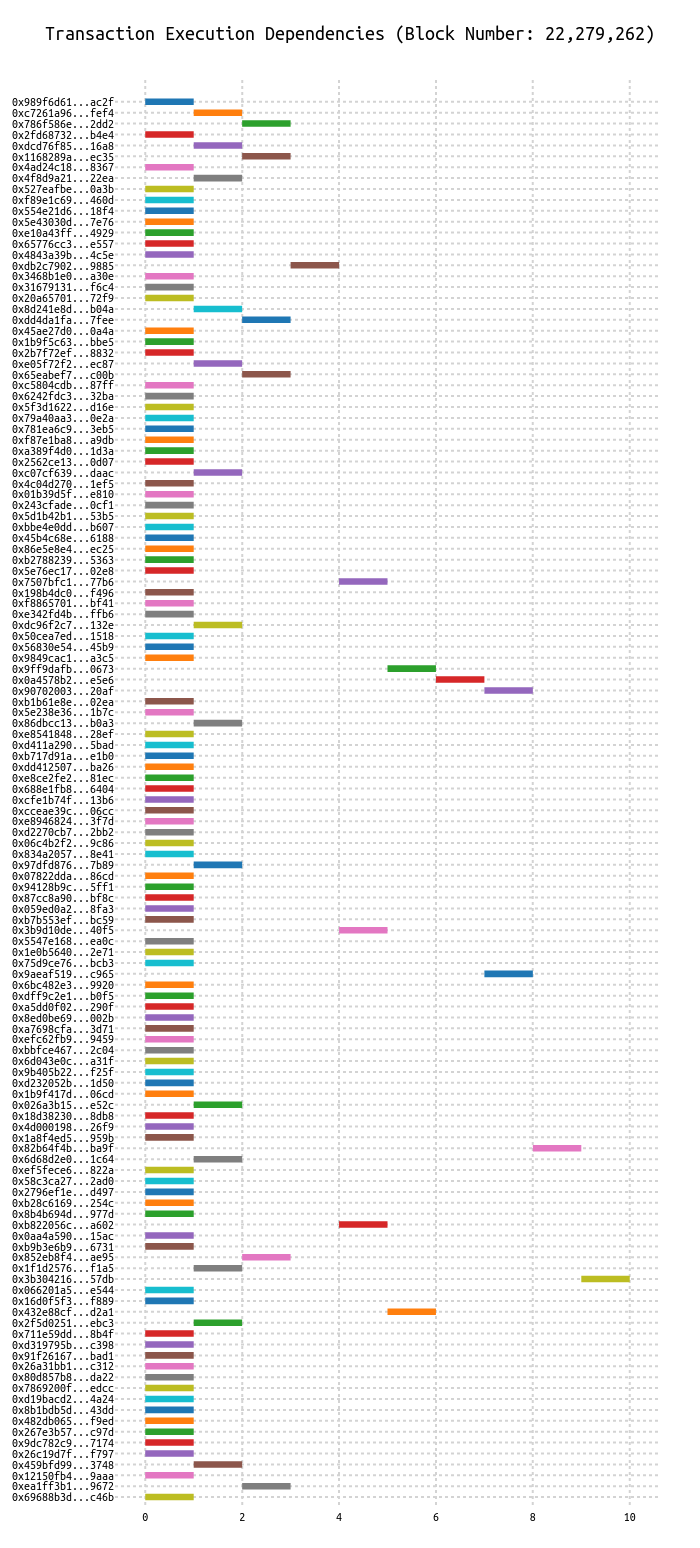 Transaction Execution Dependencies (Block Number: 22,279,262)
0x989f6d61...ac2f
0xc7261a96...fef4
0x786f586e...2dd2
0x2fd68732...b4e4
0xdcd76f85...16a8
0x1168289a...ec35
0x4ad24c18...8367
0x4f8d9a21...22ea
0x527eafbe...0a3b
0xf89e1c69...460d
0x554e21d6...18f4
0x5e43030d...7e76
0xe10a43ff...4929
0x65776cc3...e557
0x4843a39b...4c5e
0xdb2c7902...9885
0x3468b1e0...a30e
0x31679131...f6c4
0x20a65701...72f9
0x8d241e8d...b04a
0xdd4da1fa...7fee
0x45ae27d0...0a4a
0x1b9f5c63...bbe5
0x2b7f72ef...8832
0xe05f72f2...ec87
0x65eabef7...c00b
0xc5804cdb...87ff
0x6242fdc3...32ba
0x5f3d1622...d16e
0x79a40aa3...0e2a
0x781ea6c9...3eb5
0xf87e1ba8...a9db
0xa389f4d0...1d3a
0x2562ce13...0d07
0xc07cf639...daac
0x4c04d270...1ef5
0x01b39d5f...e810
0x243cfade...0cf1
0x5d1b42b1...53b5
0xbbe4e0dd...b607
0x45b4c68e...6188
0x86e5e8e4...ec25
0xb2788239...5363
0x5e76ec17...02e8
0x7507bfc1...77b6
0x198b4dc0...f496
0xf8865701...bf41
0xe342fd4b...ffb6
0xdc96f2c7...132e
0x50cea7ed...1518
0x56830e54...45b9
0x9849cac1...a3c5
0x9ff9dafb...0673
0x0a4578b2...e5e6
0x90702003...20af
0xb1b61e8e...02ea
0x5e238e36...1b7c
0x86dbcc13...b0a3
0xe8541848...28ef
0xd411a290...5bad
0xb717d91a...e1b0
0xdd412507...ba26
0xe8ce2fe2...81ec
0x688e1fb8...6404
0xcfe1b74f...13b6
0xcceae39c...06cc
0xe8946824...3f7d
0xd2270cb7...2bb2
0x06c4b2f2...9c86
0x834a2057...8e41
0x97dfd876...7b89
0x07822dda...86cd
0x94128b9c...5ff1
0x87cc8a90...bf8c
0x059ed0a2...8fa3
0xb7b553ef...bc59
0x3b9d10de...40f5
0x5547e168...ea0c
0x1e0b5640...2e71
0x75d9ce76...bcb3
0x9aeaf519...c965
0x6bc482e3...9920
0xdff9c2e1...b0f5
0xa5dd0f02...290f
0x8ed0be69...002b
0xa7698cfa...3d71
0xefc62fb9...9459
0xbbfce467...2c04
0x6d043e0c...a31f
0x9b405b22...f25f
0xd232052b...1d50
0x1b9f417d...06cd
0x026a3b15...e52c
0x18d38230...8db8
0x4d000198...26f9
0x1a8f4ed5...959b
0x82b64f4b...ba9f
0x6d68d2e0...1c64
0xef5fece6...822a
0x58c3ca27...2ad0
0x2796ef1e...d497
0xb28c6169...254c
0x8b4b694d...977d
0xb822056c...a602
0x0aa4a590...15ac
0xb9b3e6b9...6731
0x852eb8f4...ae95
0x1f1d2576...f1a5
0x3b304216...57db
0x066201a5...e544
0x16d0f5f3...f889
0x432e88cf...d2a1
0x2f5d0251...ebc3
0x711e59dd...8b4f
0xd319795b...c398
0x91f26167...bad1
0x26a31bb1...c312
0x80d857b8...da22
0x7869200f...edcc
0xd19bacd2...4a24
0x8b1bdb5d...43dd
0x482db065...f9ed
0x267e3b57...c97d
0x9dc782c9...7174
0x26c19d7f...f797
0x459bfd99...3748
0x12150fb4...9aaa
0xea1ff3b1...9672
0x69688b3d...c46b
0 2 4 6 8 10